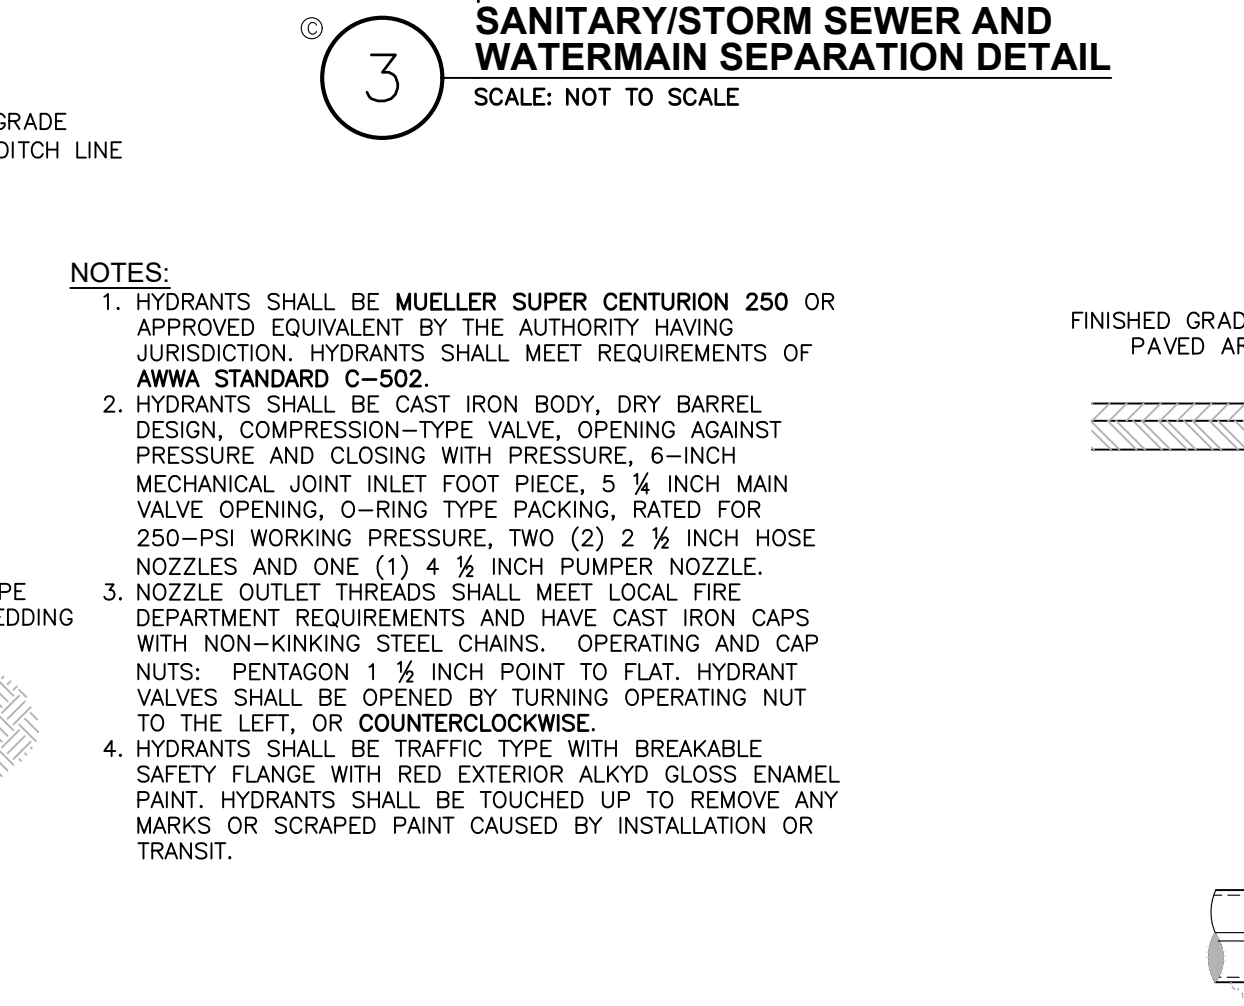 ©
3
SANITARY/STORM SEWER AND
WATERMAIN SEPARATION DETAIL
SCALE: NOT TO SCALE
GRADE
DITCH LINE
NOTES:
1. HYDRANTS SHALL BE MUELLER SUPER CENTURION 250 OR
APPROVED EQUIVALENT BY THE AUTHORITY HAVING
JURISDICTION. HYDRANTS SHALL MEET REQUIREMENTS OF
AWWA STANDARD C-502.
2. HYDRANTS SHALL BE CAST IRON BODY, DRY BARREL
DESIGN, COMPRESSION-TYPE VALVE, OPENING AGAINST
PRESSURE AND CLOSING WITH PRESSURE, 6-INCH
MECHANICAL JOINT INLET FOOT PIECE, 5 ¼ INCH MAIN
VALVE OPENING, O-RING TYPE PACKING, RATED FOR
250-PSI WORKING PRESSURE, TWO (2) 2 ½ INCH HOSE
NOZZLES AND ONE (1) 4 ½ INCH PUMPER NOZZLE.
3. NOZZLE OUTLET THREADS SHALL MEET LOCAL FIRE
DEPARTMENT REQUIREMENTS AND HAVE CAST IRON CAPS
WITH NON-KINKING STEEL CHAINS. OPERATING AND CAP
NUTS: PENTAGON 1 ½ INCH POINT TO FLAT. HYDRANT
VALVES SHALL BE OPENED BY TURNING OPERATING NUT
TO THE LEFT, OR COUNTERCLOCKWISE.
4. HYDRANTS SHALL BE TRAFFIC TYPE WITH BREAKABLE
SAFETY FLANGE WITH RED EXTERIOR ALKYD GLOSS ENAMEL
PAINT. HYDRANTS SHALL BE TOUCHED UP TO REMOVE ANY
MARKS OR SCRAPED PAINT CAUSED BY INSTALLATION OR
TRANSIT.
PE
EDDING
FINISHED GRAD
PAVED AR